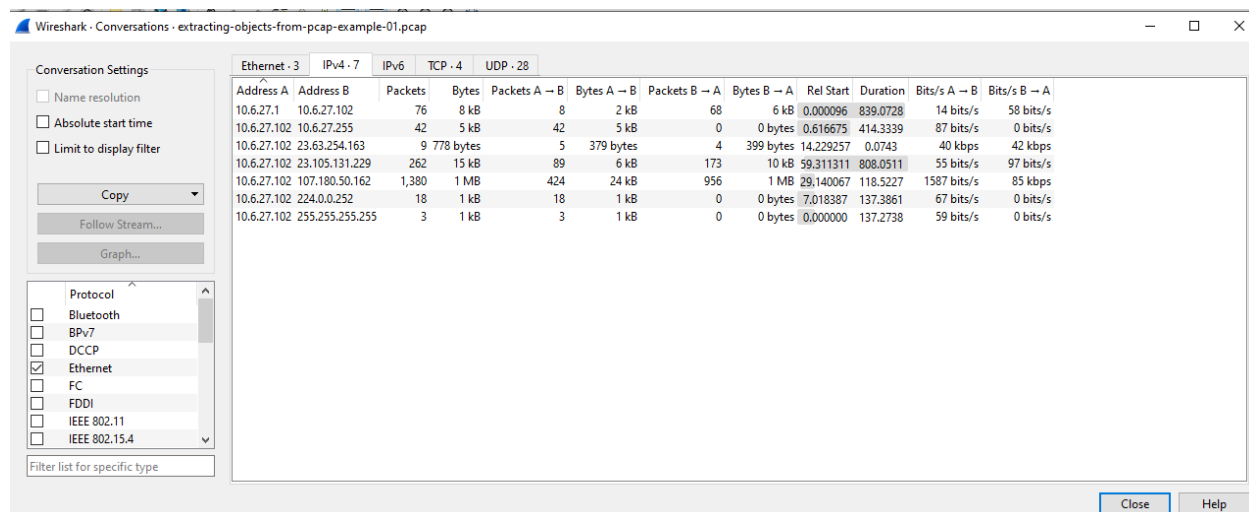 Wireshark · Conversations · extracting-objects-from-pcap-example-01.pcap
Conversation Settings
Name resolution
Absolute start time
Limit to display filter
Copy
Follow Stream...
Graph...
Protocol
Bluetooth
BPv7
DCCP
Ethernet
FC
FDDI
IEEE 802.11
IEEE 802.15.4
Filter list for specific type
Ethernet · 3 IPv4 · 7 IPv6 TCP · 4 UDP · 28
Address A Address B Packets Bytes Packets A → B Bytes A → B Packets B → A Bytes B → A Rel Start Duration Bits/s A → B Bits/s B → A
10.6.27.1 10.6.27.102 76 8 kB 8 2 kB 68 6 kB 0.000096 839.0728 14 bits/s 58 bits/s
10.6.27.102 10.6.27.255 42 5 kB 42 5 kB 0 0 bytes 0.616675 414.3339 87 bits/s 0 bits/s
10.6.27.102 23.63.254.163 9 778 bytes 5 379 bytes 4 399 bytes 14.229257 0.0743 40 kbps 42 kbps
10.6.27.102 23.105.131.229 262 15 kB 89 6 kB 173 10 kB 59.311311 808.0511 55 bits/s 97 bits/s
10.6.27.102 107.180.50.162 1,380 1 MB 424 24 kB 956 1 MB 29.140067 118.5227 1587 bits/s 85 kbps
10.6.27.102 224.0.0.252 18 1 kB 18 1 kB 0 0 bytes 7.018387 137.3861 67 bits/s 0 bits/s
10.6.27.102 255.255.255.255 3 1 kB 3 1 kB 0 0 bytes 0.000000 137.2738 59 bits/s 0 bits/s
Close Help